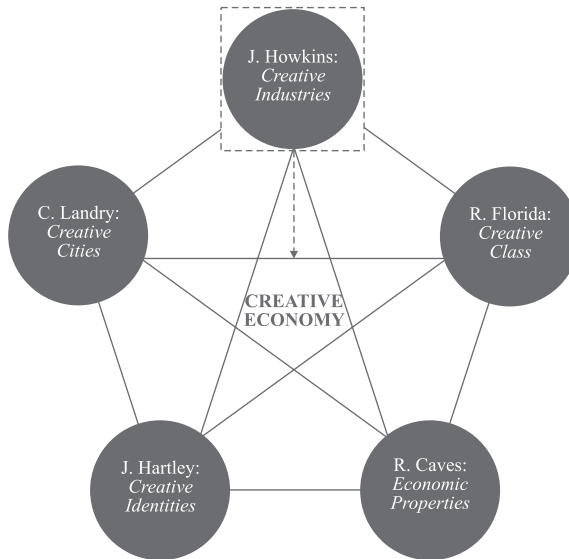 J. Howkins:
Creative
Industries
C. Landry:
Creative
Cities
R. Florida:
Creative
Class
CREATIVE
ECONOMY
J. Hartley:
Creative
Identities
R. Caves:
Economic
Properties